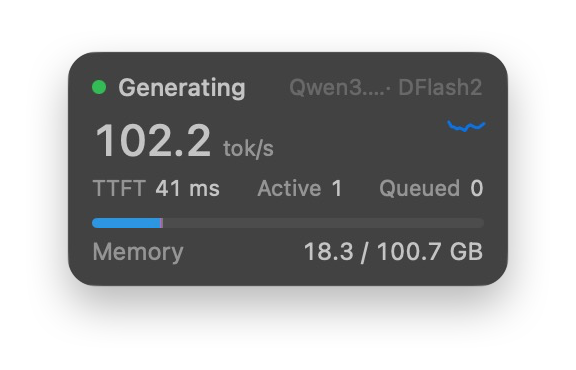 Generating Qwen3....· DFlash2
102.2 tok/s
TTFT 41 ms Active 1 Queued 0
Memory 18.3 / 100.7 GB